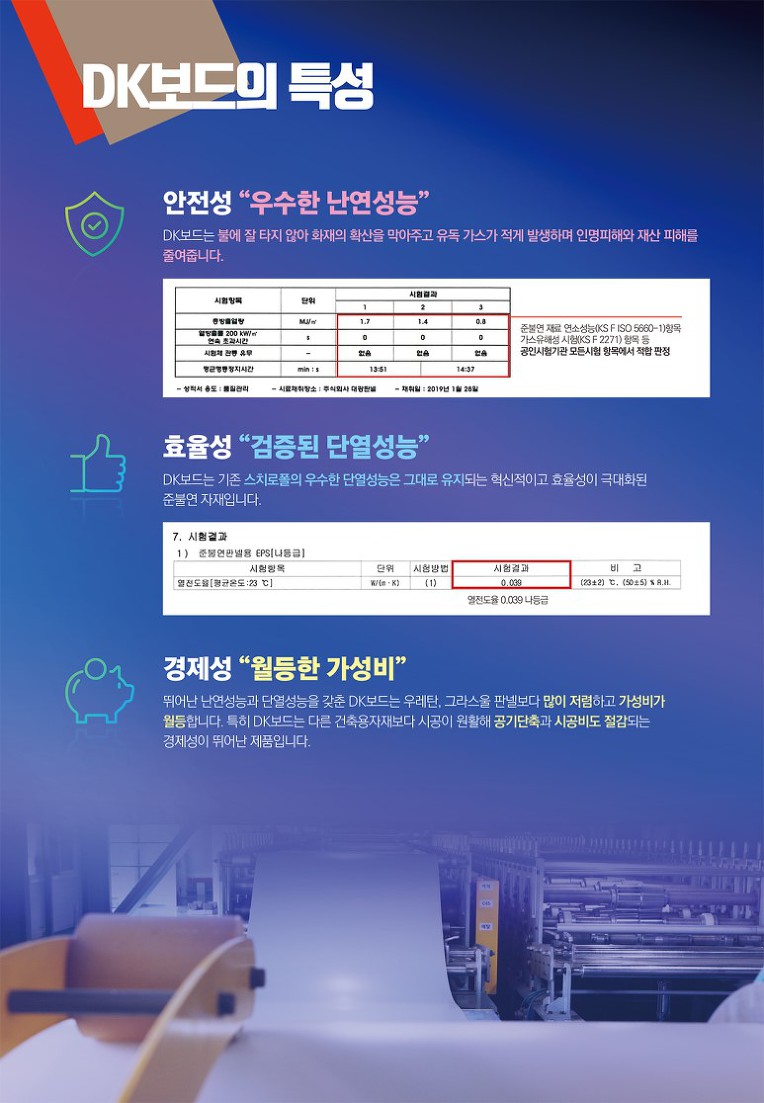 DK보드의 특성
안전성 “우수한 난연성능”
DK보드는 불에 잘 타지 않아 화재의 확산을 막아주고 유독 가스가 적게 발생하며 인명피해와 재산 피해를
줄여줍니다.
시험항목 단위 시험결과
1 2 3
총방출열량 MJ/㎡ 1.7 1.4 0.8
열방출률 200 kW/㎡
연속 초과시간 s 0 0 0
시험체 관통 유무 – 없음 없음 없음
평균행동정지시간 min : s 13:51 14:37
– 성적서 용도 : 품질관리 – 시료채취장소 : 주식회사 대광판넬 – 채취일 : 2019년 1월 28일
준불연 재료 연소성능(KS F ISO 5660-1)항목
가스유해성 시험(KS F 2271) 항목 등
공인시험기관 모든시험 항목에서 적합 판정
효율성 “검증된 단열성능”
DK보드는 기존 스치로폴의 우수한 단열성능은 그대로 유지되는 혁신적이고 효율성이 극대화된
준불연 자재입니다.
7. 시험결과
1) 준불연판넬용 EPS[나등급]
시험항목 단위 시험방법 시험결과 비 고
열전도율[평균온도:23 ℃] W/(m·K) (1) 0.039 (23±2) ℃, (50±5) % R.H.
열전도율 0.039 나등급
경제성 “월등한 가성비”
뛰어난 난연성능과 단열성능을 갖춘 DK보드는 우레탄, 그라스울 판넬보다 많이 저렴하고 가성비가
월등합니다. 특히 DK보드는 다른 건축용자재보다 시공이 원활해 공기단축과 시공비도 절감되는
경제성이 뛰어난 제품입니다.